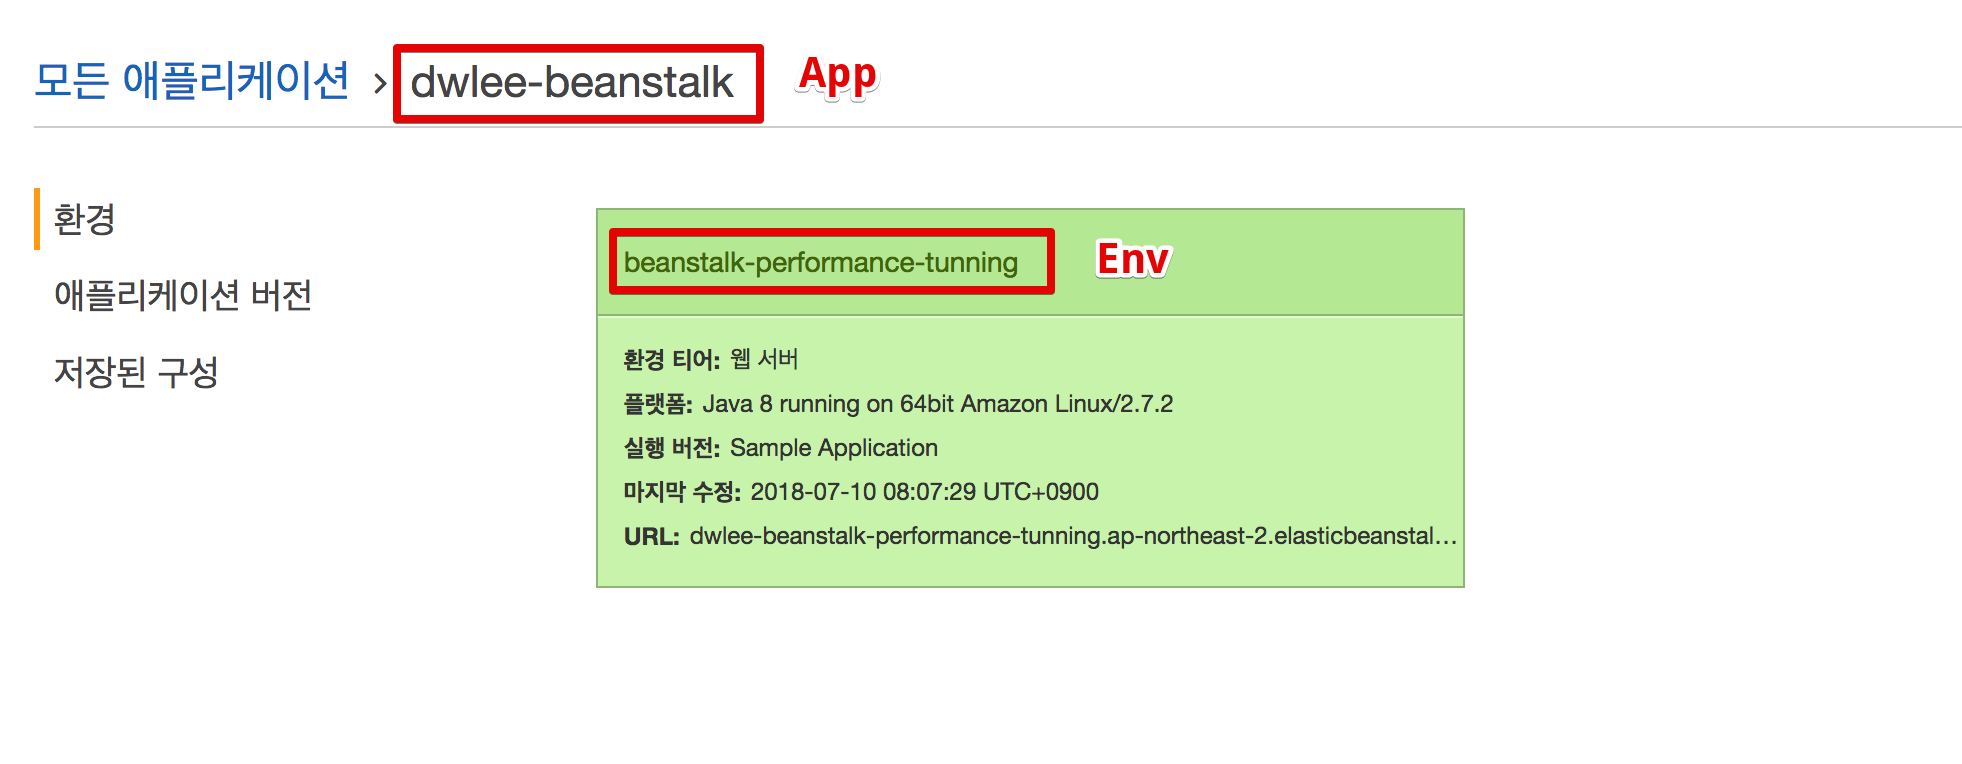 모든 애플리케이션 › dwlee-beanstalk App
환경
애플리케이션 버전
저장된 구성
beanstalk-performance-tunning Env
환경 티어: 웹 서버
플랫폼: Java 8 running on 64bit Amazon Linux/2.7.2
실행 버전: Sample Application
마지막 수정: 2018-07-10 08:07:29 UTC+0900
URL: dwlee-beanstalk-performance-tunning.ap-northeast-2.elasticbeanstal...